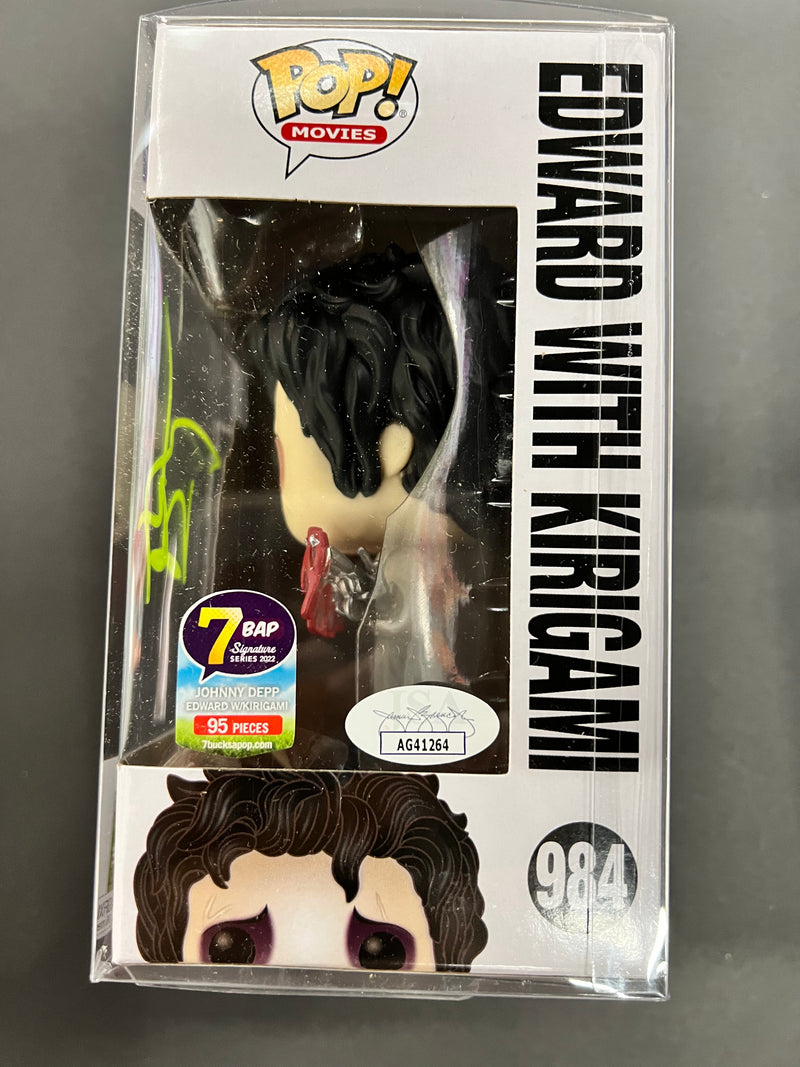 POP!
MOVIES
EDWARD WITH KIRIGAMI
7 BAP
Signature
SERIES 2022
JOHNNY DEPP
EDWARD W/KIRIGAMI
95 PIECES
7bucksapop.com
JSA
AG41264
984